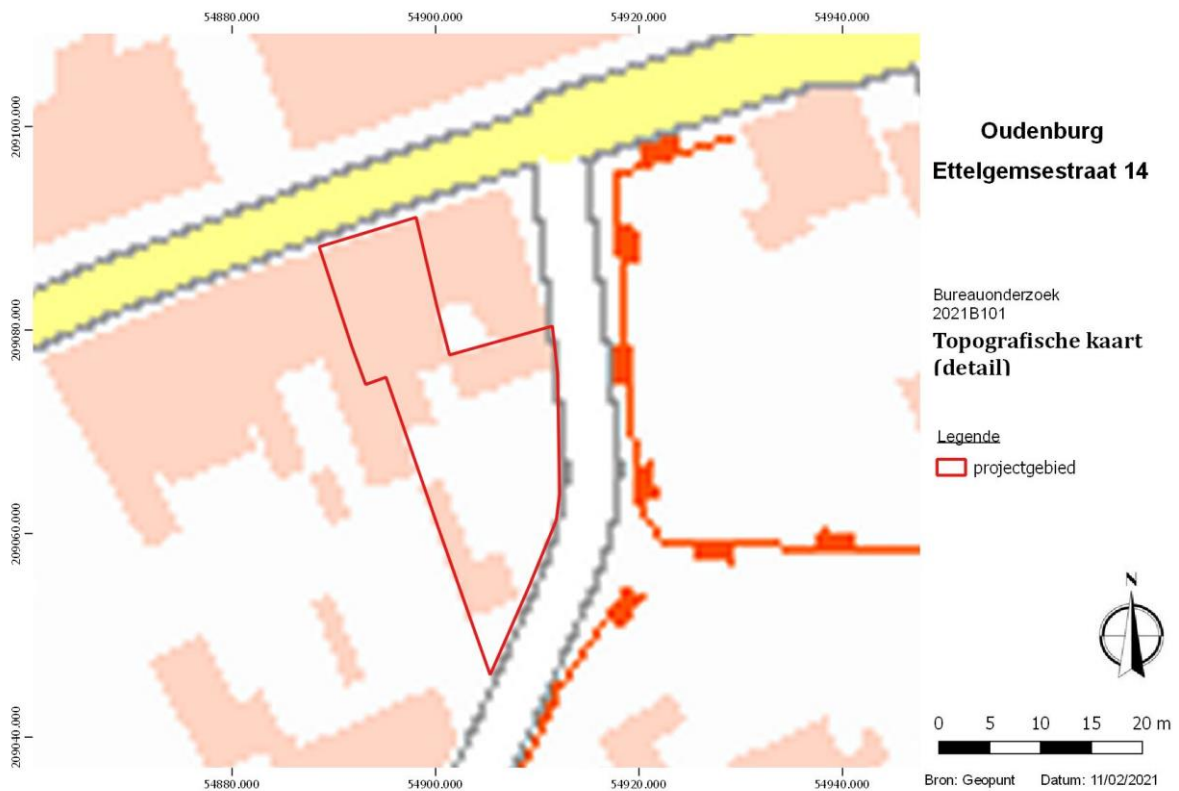 54880.000 54900.000 54920.000 54940.000
209100.000
209080.000
209060.000
209040.000
54880.000 54900.000 54920.000 54940.000
Oudenburg
Ettelgemsestraat 14
Bureauonderzoek
2021B101
Topografische kaart
(detail)
Legende
projectgebied
N
0 5 10 15 20 m
Bron: Geopunt Datum: 11/02/2021